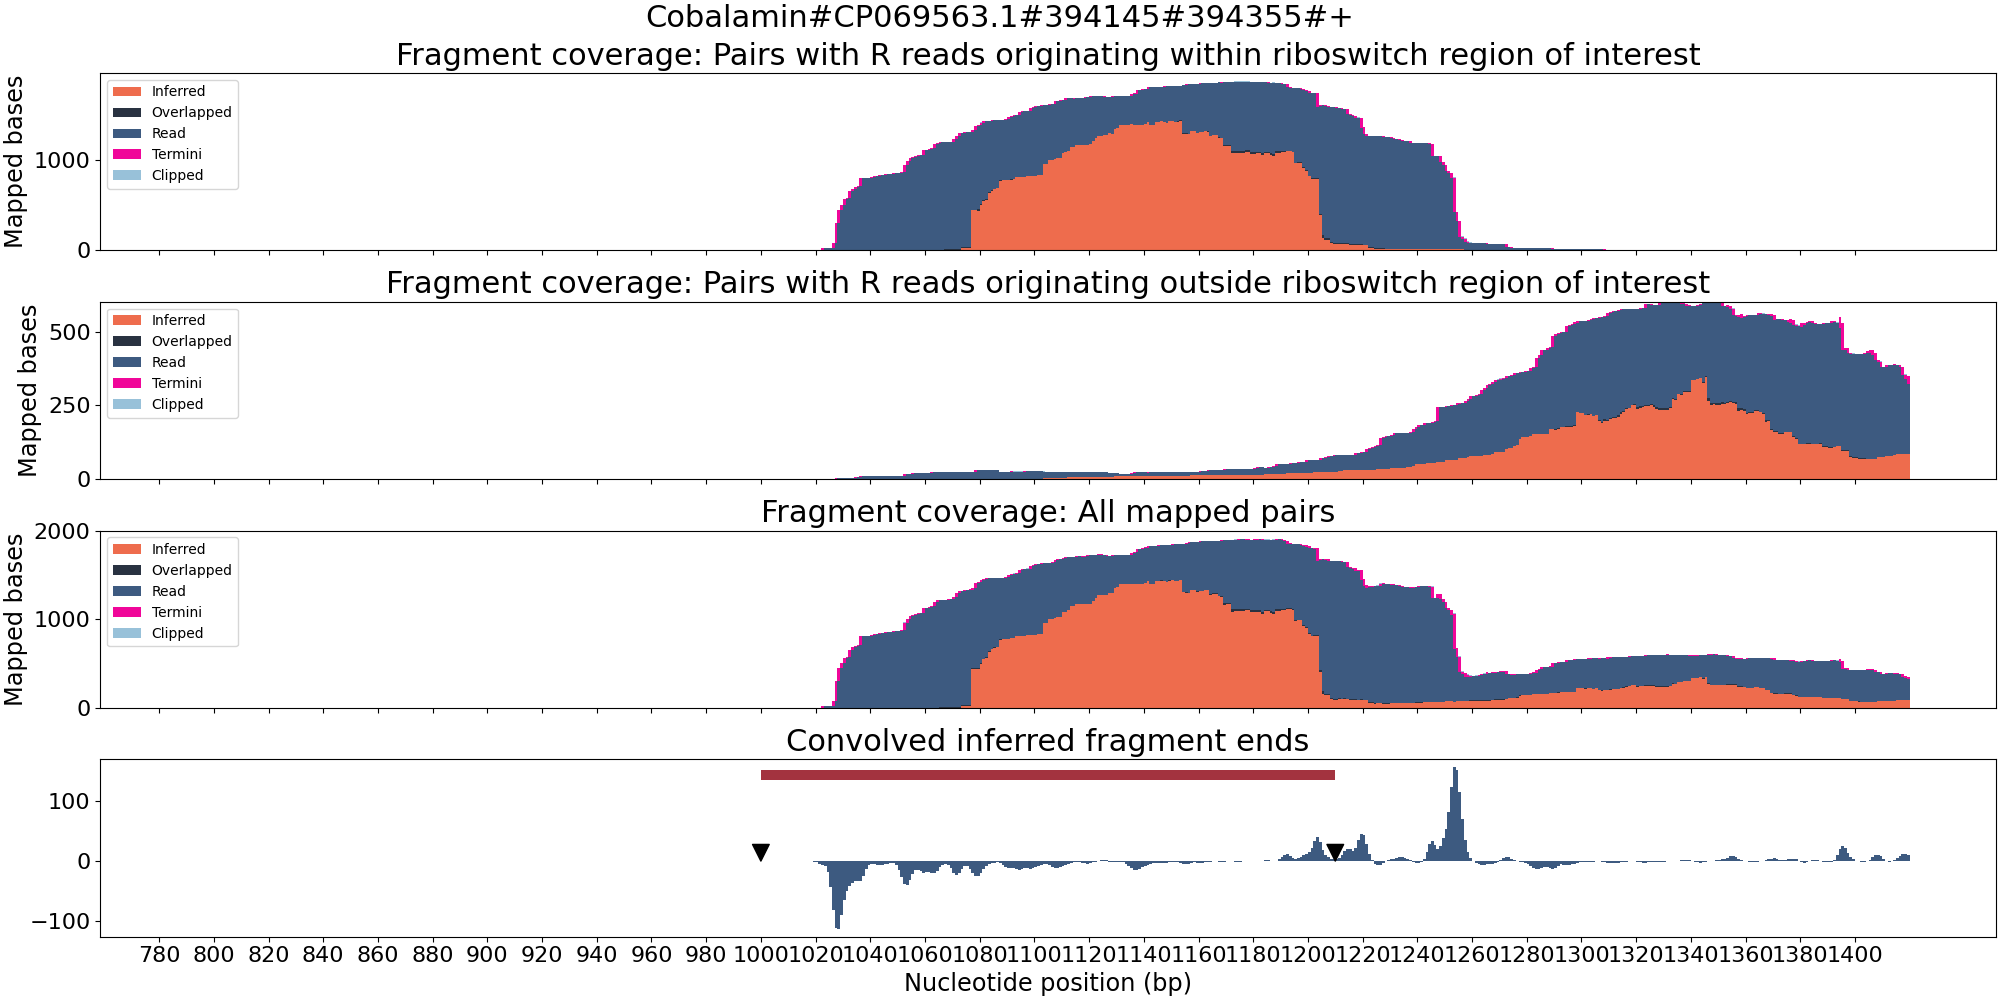 Cobalamin#CP069563.1#394145#394355#+
Fragment coverage: Pairs with R reads originating within riboswitch region of interest
Mapped bases
1000
0
Inferred
Overlapped
Read
Termini
Clipped
Fragment coverage: Pairs with R reads originating outside riboswitch region of interest
Mapped bases
500
250
0
Inferred
Overlapped
Read
Termini
Clipped
Fragment coverage: All mapped pairs
Mapped bases
2000
1000
0
Inferred
Overlapped
Read
Termini
Clipped
Convolved inferred fragment ends
100
0
−100
780 800 820 840 860 880 900 920 940 960 980 1000 1020 1040 1060 1080 1100 1120 1140 1160 1180 1200 1220 1240 1260 1280 1300 1320 1340 1360 1380 1400
Nucleotide position (bp)